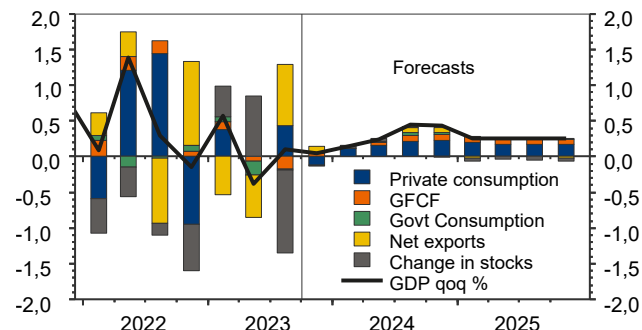 2,0 2,0
1,5 1,5
Forecasts
1,0 1,0
0,5 0,5
0,0 0,0
-0,5 Private consumption -0,5
GFCF
-1,0 Govt Consumption -1,0
Net exports
-1,5 Change in stocks -1,5
GDP qoq %
-2,0 -2,0
2022 2023 2024 2025